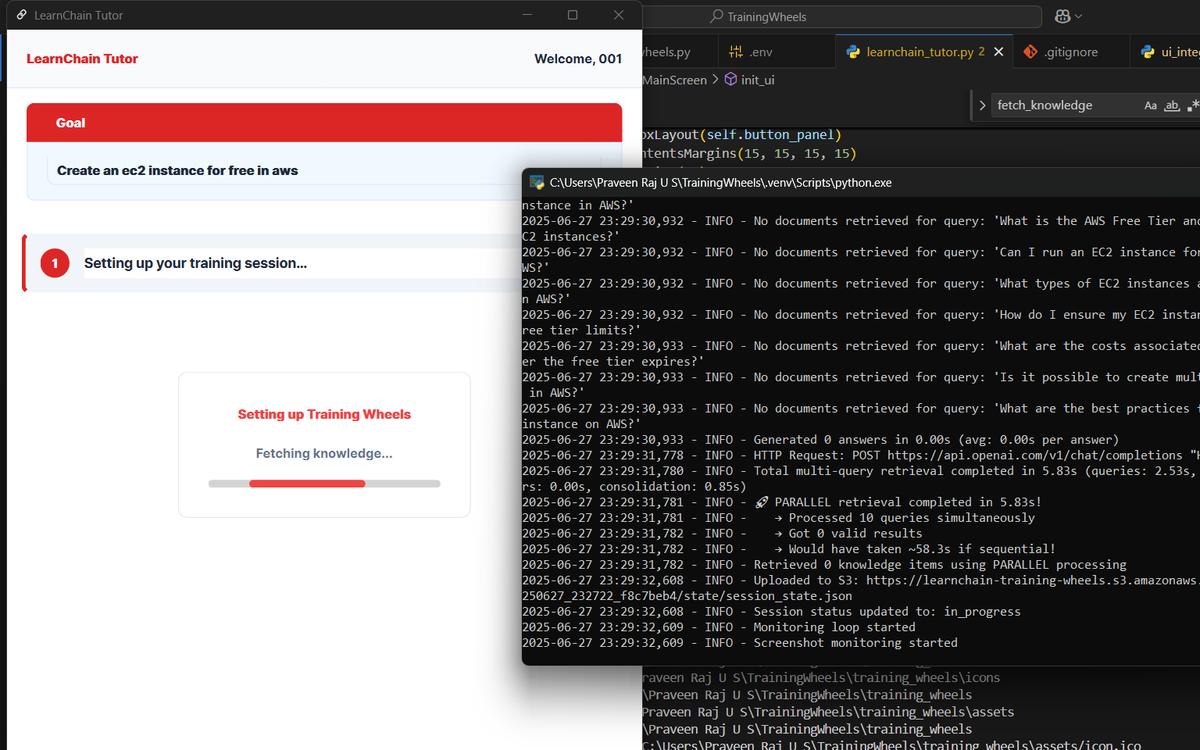 LearnChain Tutor
LearnChain Tutor
Welcome, 001
Goal
Create an ec2 instance for free in aws
1
Setting up your training session...
Setting up Training Wheels
Fetching knowledge...
TrainingWheels
heels.py
.env
learnchain_tutor.py 2
.gitignore
MainScreen > init_ui
fetch_knowledge
Aa ab
oxLayout(self.button_panel)
ntentsMargins(15, 15, 15, 15)
C:\Users\Praveen Raj U S\TrainingWheels\.venv\Scripts\python.exe
nstance in AWS?'
2025-06-27 23:29:30,932 - INFO - No documents retrieved for query: 'What is the AWS Free Tier and
C2 instances?'
2025-06-27 23:29:30,932 - INFO - No documents retrieved for query: 'Can I run an EC2 instance for
WS?'
2025-06-27 23:29:30,932 - INFO - No documents retrieved for query: 'What types of EC2 instances a
n AWS?'
2025-06-27 23:29:30,932 - INFO - No documents retrieved for query: 'How do I ensure my EC2 instan
ree tier limits?'
2025-06-27 23:29:30,933 - INFO - No documents retrieved for query: 'What are the costs associated
er the free tier expires?'
2025-06-27 23:29:30,933 - INFO - No documents retrieved for query: 'Is it possible to create mult
in AWS?'
2025-06-27 23:29:30,933 - INFO - No documents retrieved for query: 'What are the best practices f
instance on AWS?'
2025-06-27 23:29:30,933 - INFO - Generated 0 answers in 0.00s (avg: 0.00s per answer)
2025-06-27 23:29:31,778 - INFO - HTTP Request: POST https://api.openai.com/v1/chat/completions "H
2025-06-27 23:29:31,780 - INFO - Total multi-query retrieval completed in 5.83s (queries: 2.53s,
rs: 0.00s, consolidation: 0.85s)
2025-06-27 23:29:31,781 - INFO - 🚀 PARALLEL retrieval completed in 5.83s!
2025-06-27 23:29:31,781 - INFO -    → Processed 10 queries simultaneously
2025-06-27 23:29:31,782 - INFO -    → Got 0 valid results
2025-06-27 23:29:31,782 - INFO -    → Would have taken ~58.3s if sequential!
2025-06-27 23:29:31,782 - INFO - Retrieved 0 knowledge items using PARALLEL processing
2025-06-27 23:29:32,608 - INFO - Uploaded to S3: https://learnchain-training-wheels.s3.amazonaws.
250627_232722_f8c7beb4/state/session_state.json
2025-06-27 23:29:32,608 - INFO - Session status updated to: in_progress
2025-06-27 23:29:32,609 - INFO - Monitoring loop started
2025-06-27 23:29:32,609 - INFO - Screenshot monitoring started
raveen Raj U S\TrainingWheels\training_wheels\icons
\Praveen Raj U S\TrainingWheels\training_wheels
Praveen Raj U S\TrainingWheels\training_wheels\assets
\Praveen Raj U S\TrainingWheels\training_wheels
C:\Users\Praveen Raj U S\TrainingWheels\training_wheels\assets/icon.ico